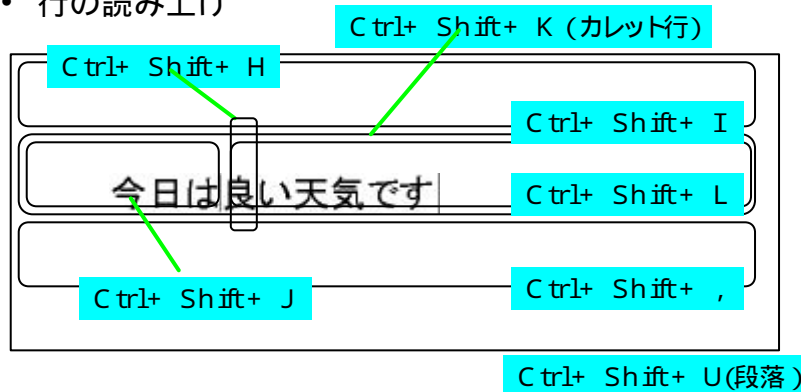 • 行の読み上げ
Ctrl+ Shift+ K (カレット行)
Ctrl+ Shift+ H
Ctrl+ Shift+ I
今日は良い天気です
Ctrl+ Shift+ L
Ctrl+ Shift+ J
Ctrl+ Shift+ ,
Ctrl+ Shift+ U(段落)